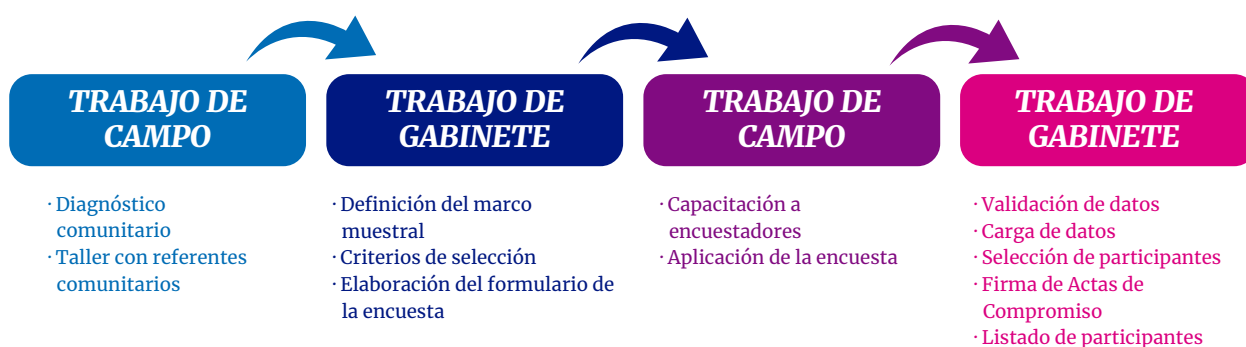 TRABAJO DE
CAMPO
· Diagnóstico
comunitario
· Taller con referentes
comunitarios
TRABAJO DE
GABINETE
· Definición del marco
muestral
· Criterios de selección
· Elaboración del formulario de
la encuesta
TRABAJO DE
CAMPO
· Capacitación a
encuestadores
· Aplicación de la encuesta
TRABAJO DE
GABINETE
· Validación de datos
· Carga de datos
· Selección de participantes
· Firma de Actas de
Compromiso
· Listado de participantes